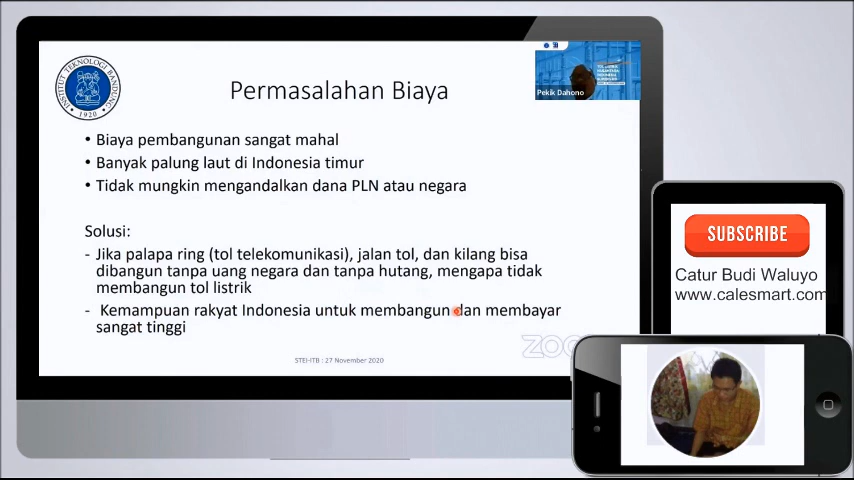 INSTITUT TEKNOLOGI BANDUNG
1920
Permasalahan Biaya
Pekik Dahono
• Biaya pembangunan sangat mahal
• Banyak palung laut di Indonesia timur
• Tidak mungkin mengandalkan dana PLN atau negara
Solusi:
- Jika palapa ring (tol telekomunikasi), jalan tol, dan kilang bisa
dibangun tanpa uang negara dan tanpa hutang, mengapa tidak
membangun tol listrik
- Kemampuan rakyat Indonesia untuk membangun dan membayar
sangat tinggi
STEI-ITB : 27 November 2020
SUBSCRIBE
Catur Budi Waluyo
www.calesmart.com